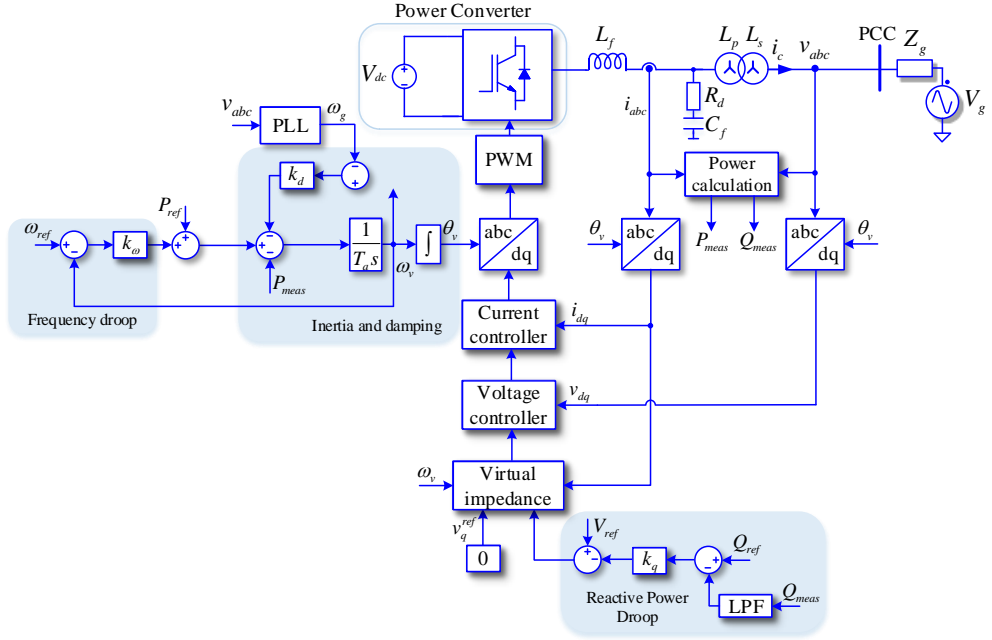 Power Converter
V_dc
L_f
L_p L_s
i_c
v_abc
PCC
Z_g
V_g
R_d
C_f
i_abc
v_abc
ω_g
PLL
PWM
Power
calculation
k_d
P_ref
ω_ref
k_ω
1
T_a s
ω_v
∫
θ_v
abc
dq
θ_v
abc
dq
P_meas
Q_meas
abc
dq
θ_v
P_meas
Frequency droop
Inertia and damping
Current
controller
i_dq
Voltage
controller
v_dq
ω_v
Virtual
impedance
v_q^ref
0
V_ref
k_q
Q_ref
Reactive Power
Droop
LPF
Q_meas